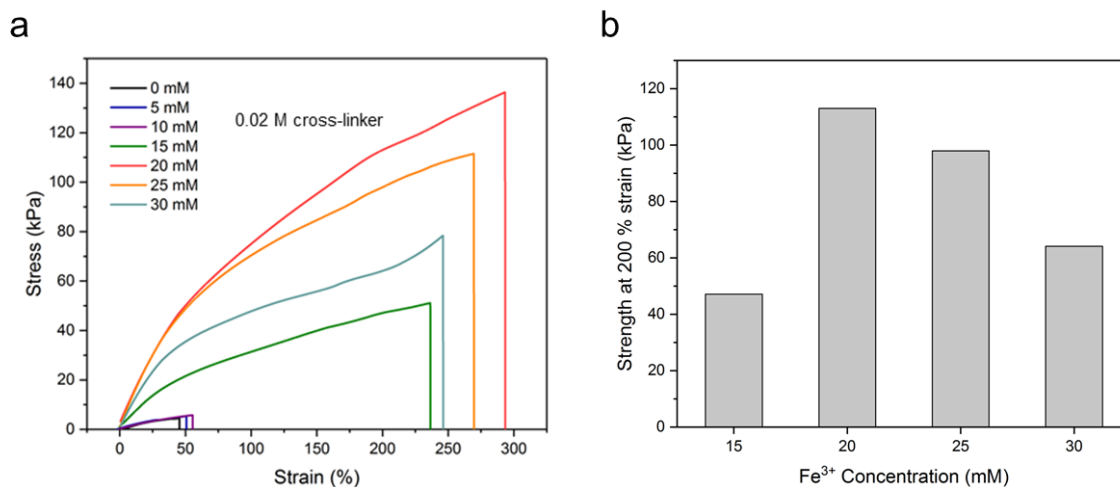 a
Stress (kPa)
140
120
100
80
60
40
20
0
0 mM
5 mM
10 mM
15 mM
20 mM
25 mM
30 mM
0.02 M cross-linker
0 50 100 150 200 250 300
Strain (%)
b
Strength at 200 % strain (kPa)
120
100
80
60
40
20
0
15 20 25 30
Fe³⁺ Concentration (mM)